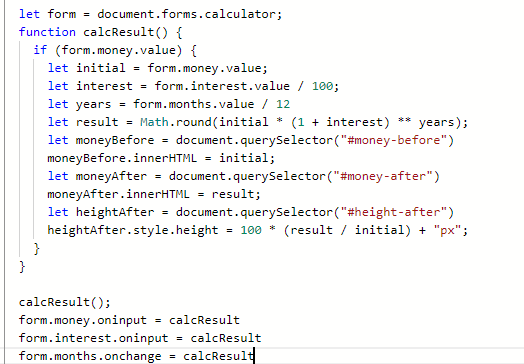 let form = document.forms.calculator;
function calcResult() {
if (form.money.value) {
let initial = form.money.value;
let interest = form.interest.value / 100;
let years = form.months.value / 12
let result = Math.round(initial * (1 + interest) ** years);
let moneyBefore = document.querySelector("#money-before")
moneyBefore.innerHTML = initial;
let moneyAfter = document.querySelector("#money-after")
moneyAfter.innerHTML = result;
let heightAfter = document.querySelector("#height-after")
heightAfter.style.height = 100 * (result / initial) + "px";
}
}
calcResult();
form.money.oninput = calcResult
form.interest.oninput = calcResult
form.months.onchange = calcResult